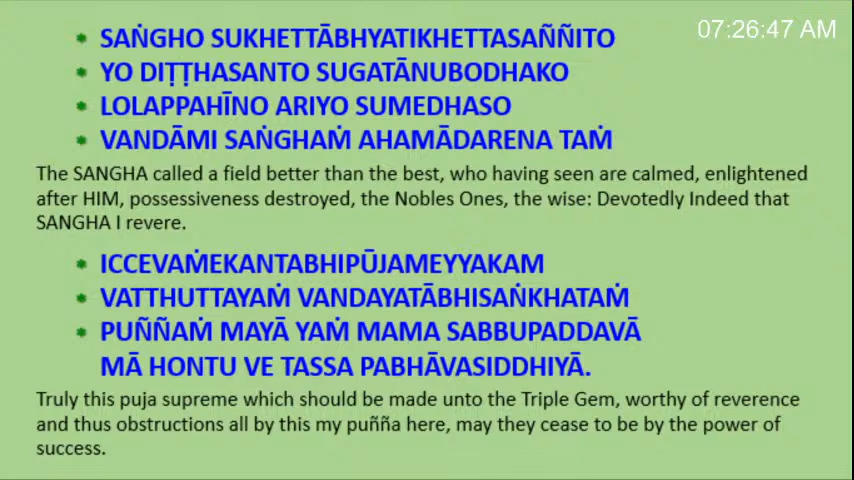 07:26:47 AM
SAṄGHO SUKHETTĀBHYATIKHETTASAÑÑITO
YO DIṬṬHASANTO SUGATĀNUBODHAKO
LOLAPPAHĪNO ARIYO SUMEDHASO
VANDĀMI SAṄGHAṀ AHAMĀDARENA TAṀ
The SANGHA called a field better than the best, who having seen are calmed, enlightened
after HIM, possessiveness destroyed, the Nobles Ones, the wise: Devotedly Indeed that
SANGHA I revere.
ICCEVAṀEKANTABHIPŪJAMEYYAKAM
VATTHUTTAYAṀ VANDAYATĀBHISAṄKHATAṀ
PUÑÑAṀ MAYĀ YAṀ MAMA SABBUPADDAVĀ
MĀ HONTU VE TASSA PABHĀVASIDDHIYĀ.
Truly this puja supreme which should be made unto the Triple Gem, worthy of reverence
and thus obstructions all by this my puñña here, may they cease to be by the power of
success.